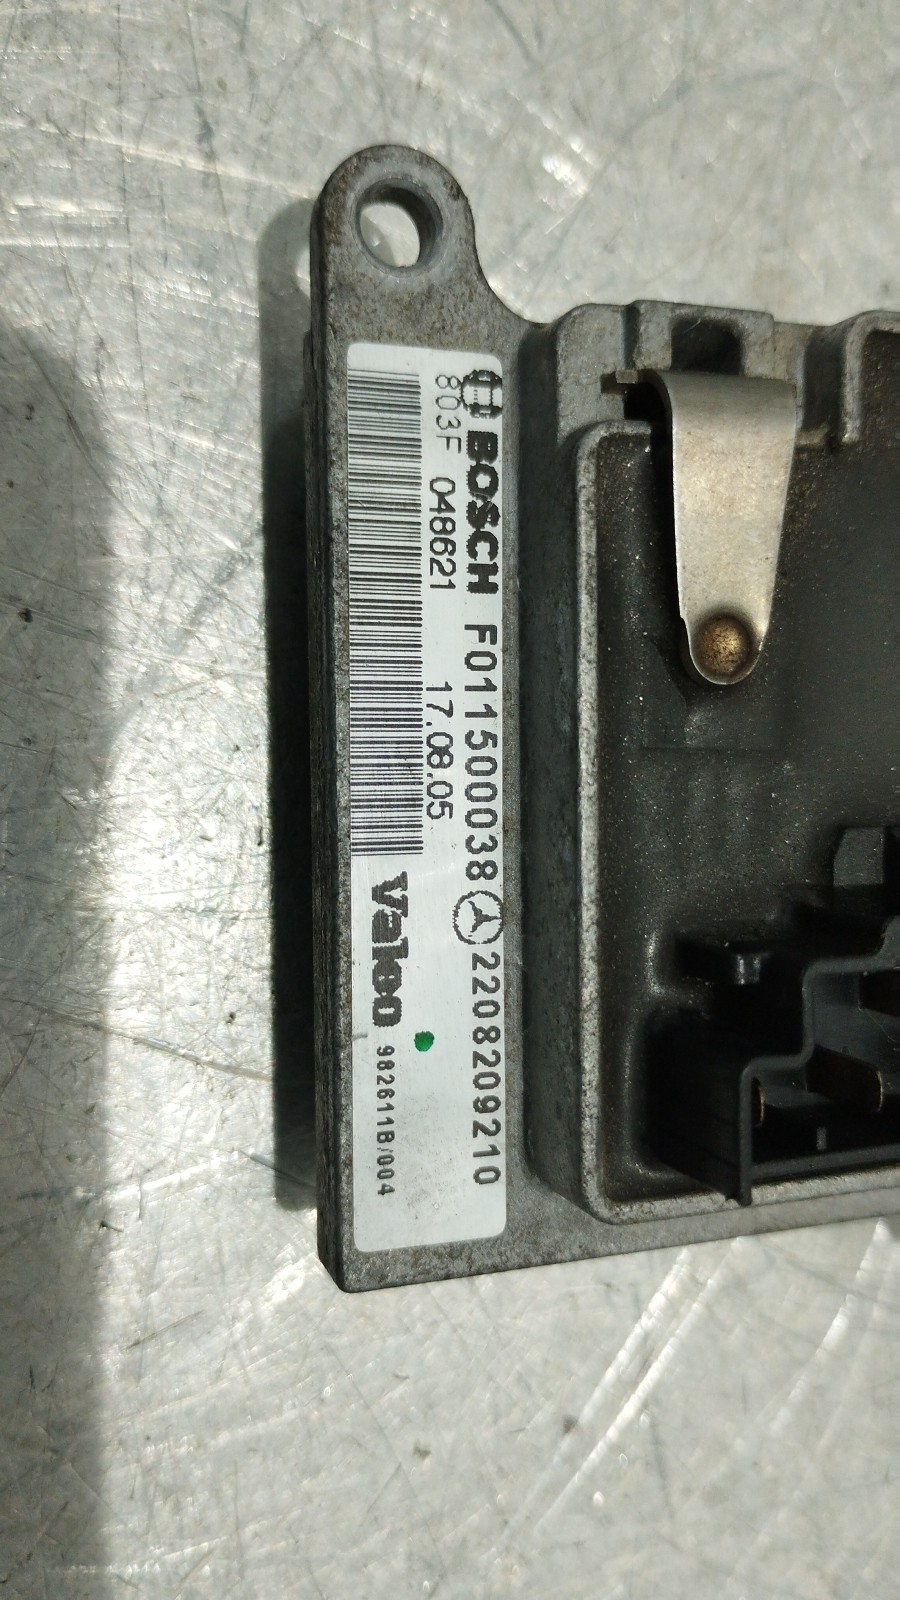 BOSCH F011500038 2208209210
803F 048621 17.08.05
Valeo 982611B/004